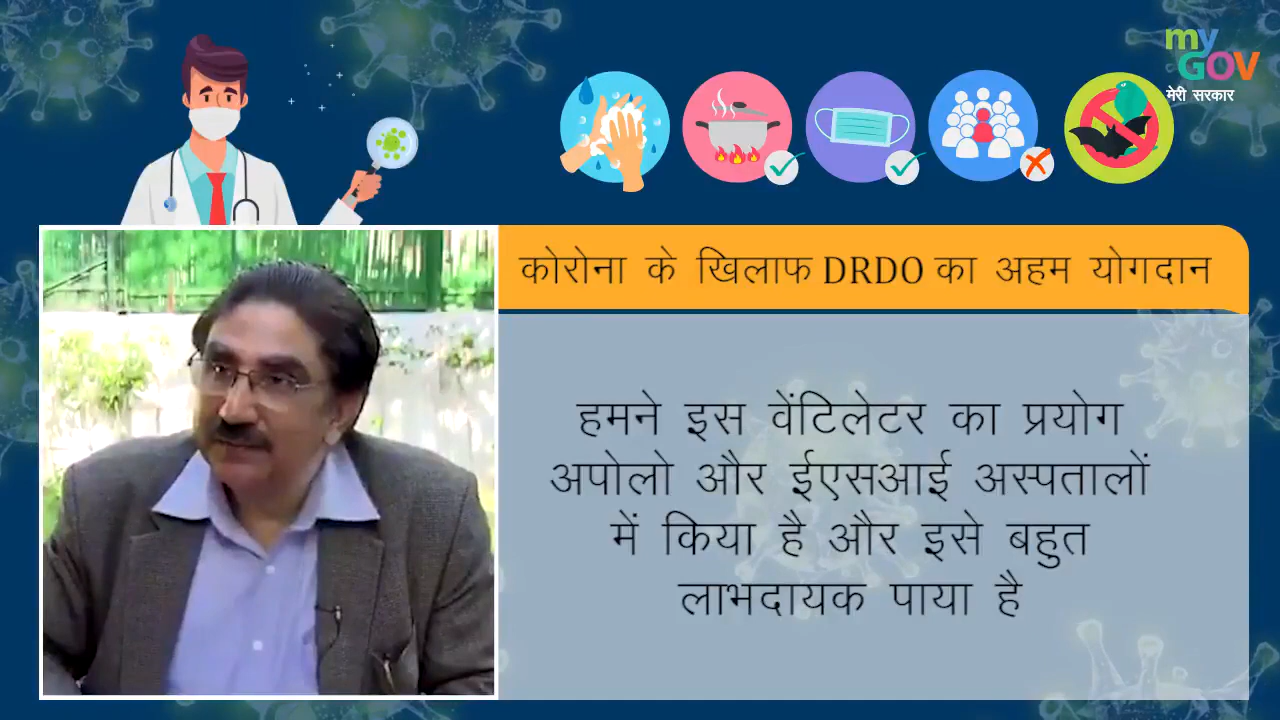 my
GOV
मेरी सरकार
कोरोना के खिलाफ DRDO का अहम योगदान
हमने इस वेंटिलेटर का प्रयोग
अपोलो और ईएसआई अस्पतालों
में किया है और इसे बहुत
लाभदायक पाया है